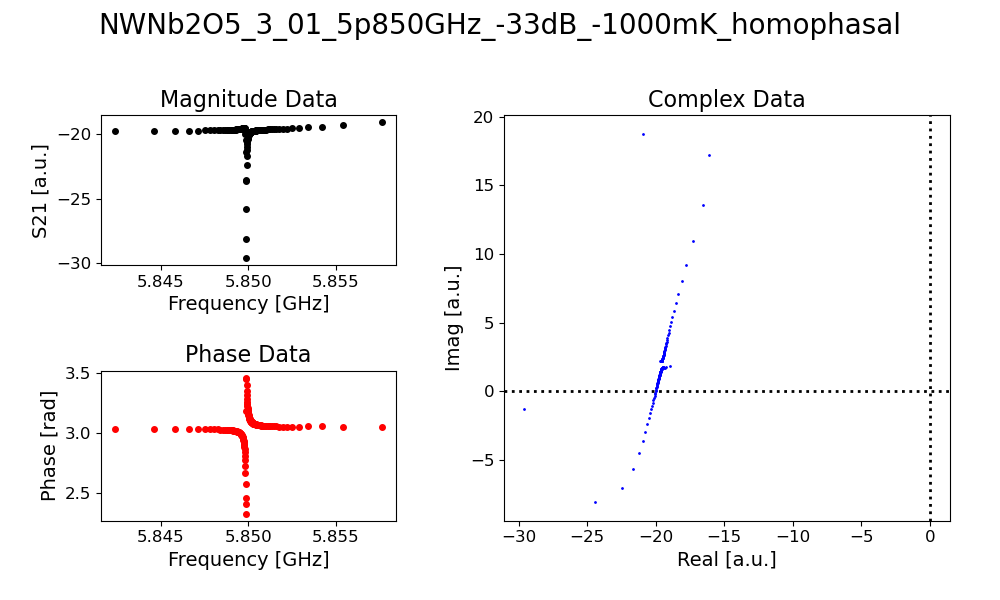 NWNb2O5_3_01_5p850GHz_-33dB_-1000mK_homophasal
Magnitude Data
−20
−25
−30
S21 [a.u.]
5.845 5.850 5.855
Frequency [GHz]
Phase Data
3.5
3.0
2.5
Phase [rad]
5.845 5.850 5.855
Frequency [GHz]
Complex Data
20
15
10
5
0
−5
Imag [a.u.]
−30 −25 −20 −15 −10 −5 0
Real [a.u.]